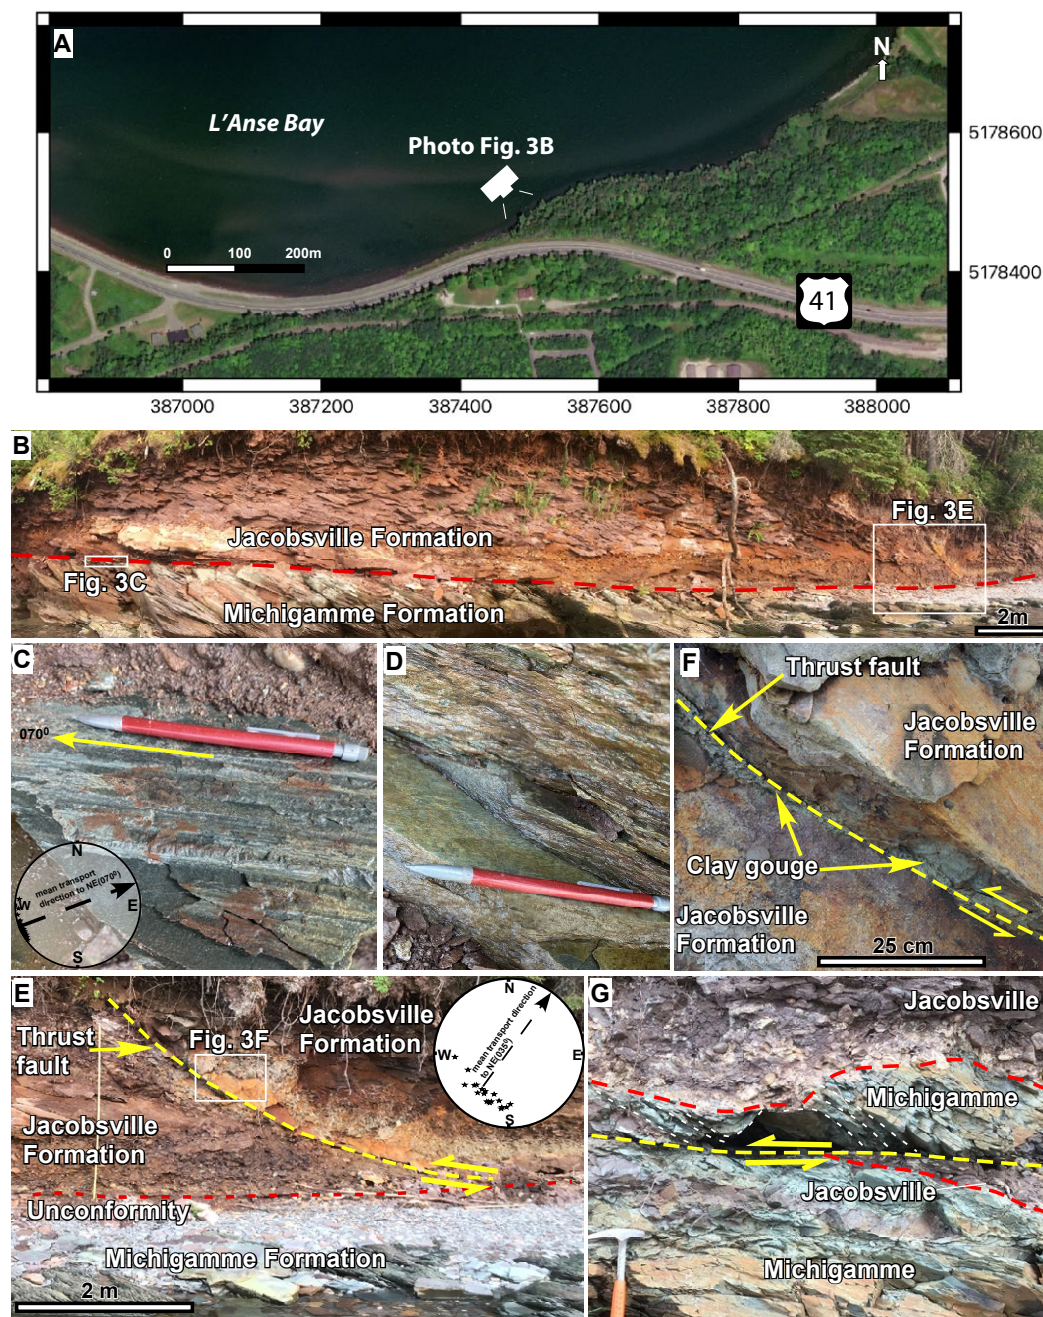 A
N
L'Anse Bay
Photo Fig. 3B
5178600
0 100 200m
5178400
41
387000 387200 387400 387600 387800 388000
B
Fig. 3E
Jacobsville Formation
Fig. 3C
Michigamme Formation
2m
C
070⁰
N
mean transport
direction to NE(070⁰)
W
E
S
D
F
Thrust fault
Jacobsville
Formation
Clay gouge
Jacobsville
Formation
25 cm
E
N
mean transport direction
to NE(035⁰)
W
E
S
Jacobsville
Formation
Thrust
fault
Fig. 3F
Jacobsville
Formation
Unconformity
Michigamme Formation
2 m
G
Jacobsville
Michigamme
Jacobsville
Michigamme